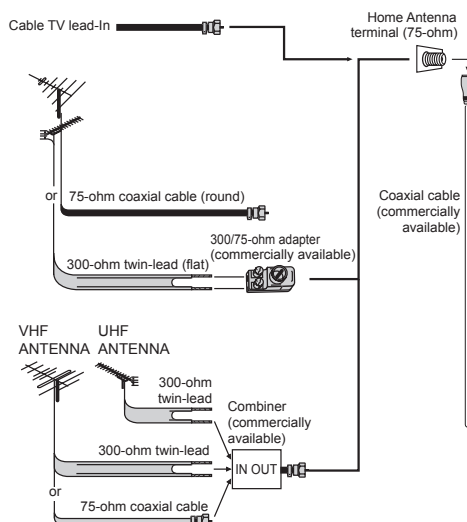 Cable TV lead-In
Home Antenna
terminal (75-ohm)
or
75-ohm coaxial cable (round)
Coaxial cable
(commercially
available)
300/75-ohm adapter
(commercially available)
300-ohm twin-lead (flat)
VHF
ANTENNA
UHF
ANTENNA
300-ohm
twin-lead
Combiner
(commercially
available)
300-ohm twin-lead
IN OUT
or
75-ohm coaxial cable